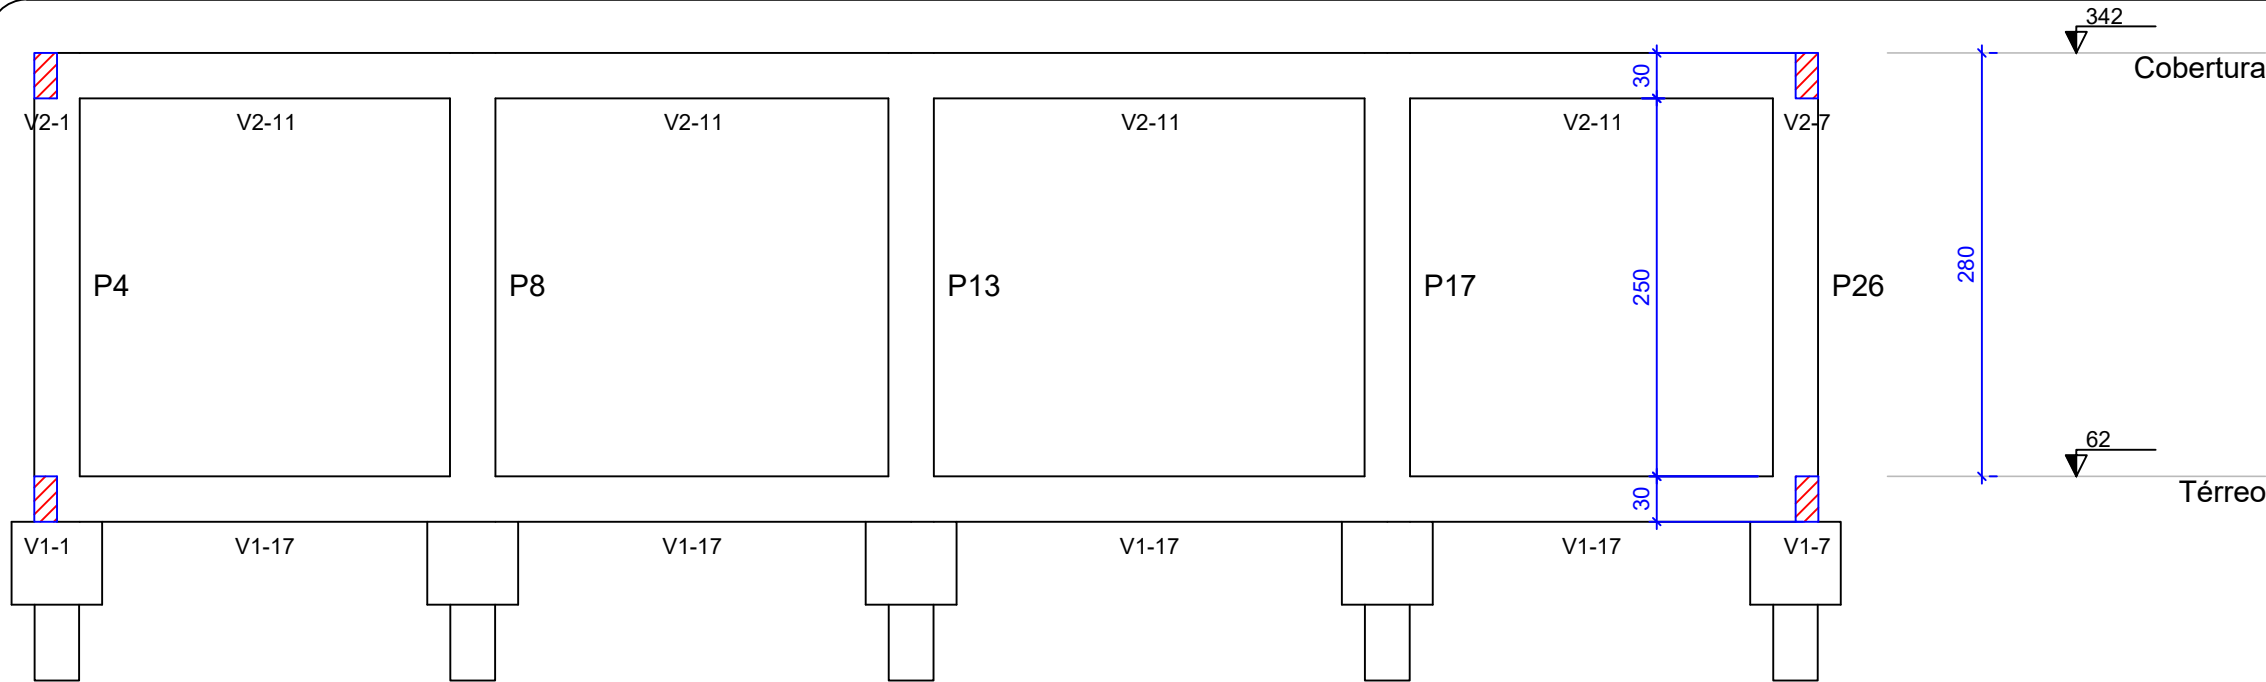 342
Cobertura
30
V2-1 V2-11 V2-11 V2-11 V2-11 V2-7
P4 P8 P13 P17 250 P26 280
62
Térreo
30
V1-1 V1-17 V1-17 V1-17 V1-17 V1-7